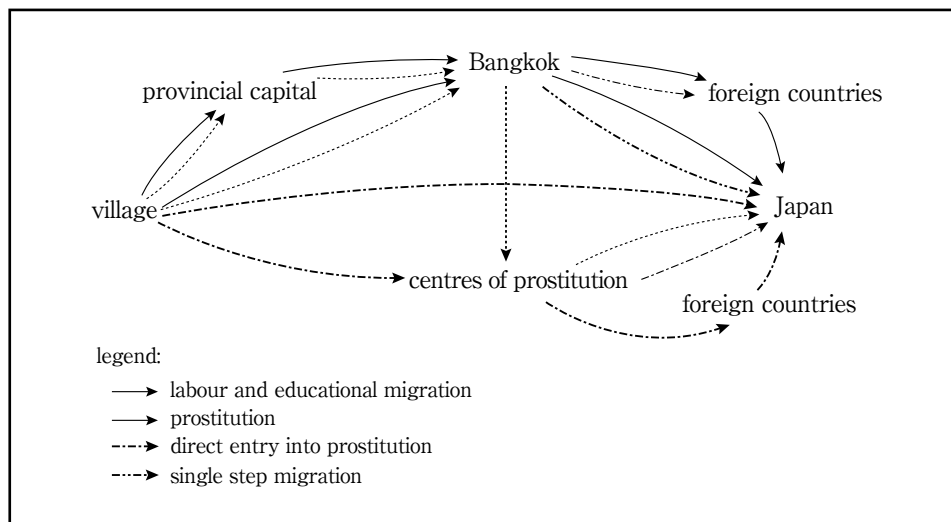 Bangkok
provincial capital
foreign countries
village
Japan
centres of prostitution
foreign countries
legend:
labour and educational migration
prostitution
direct entry into prostitution
single step migration